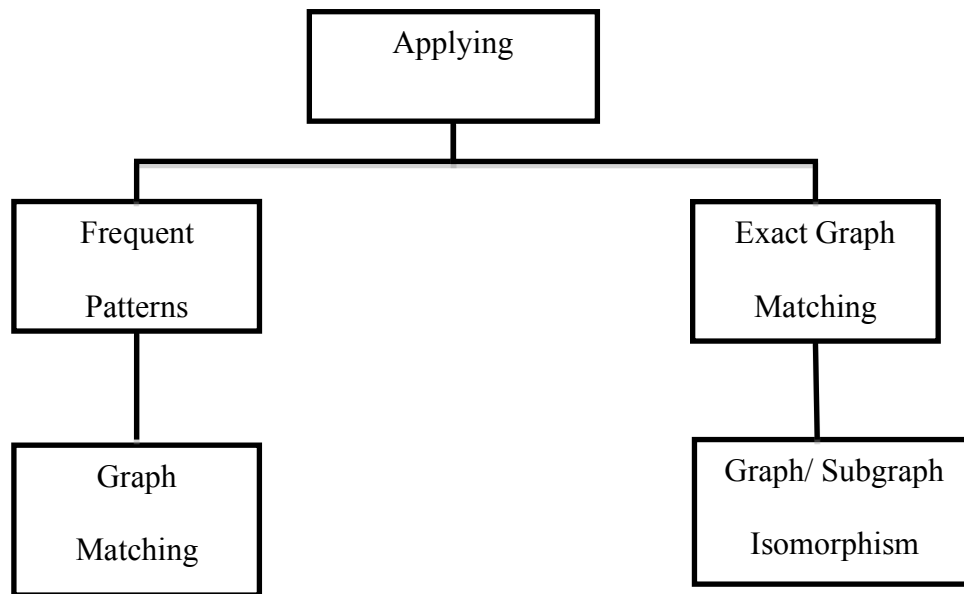 Applying
Frequent
Patterns
Exact Graph
Matching
Graph
Matching
Graph/ Subgraph
Isomorphism